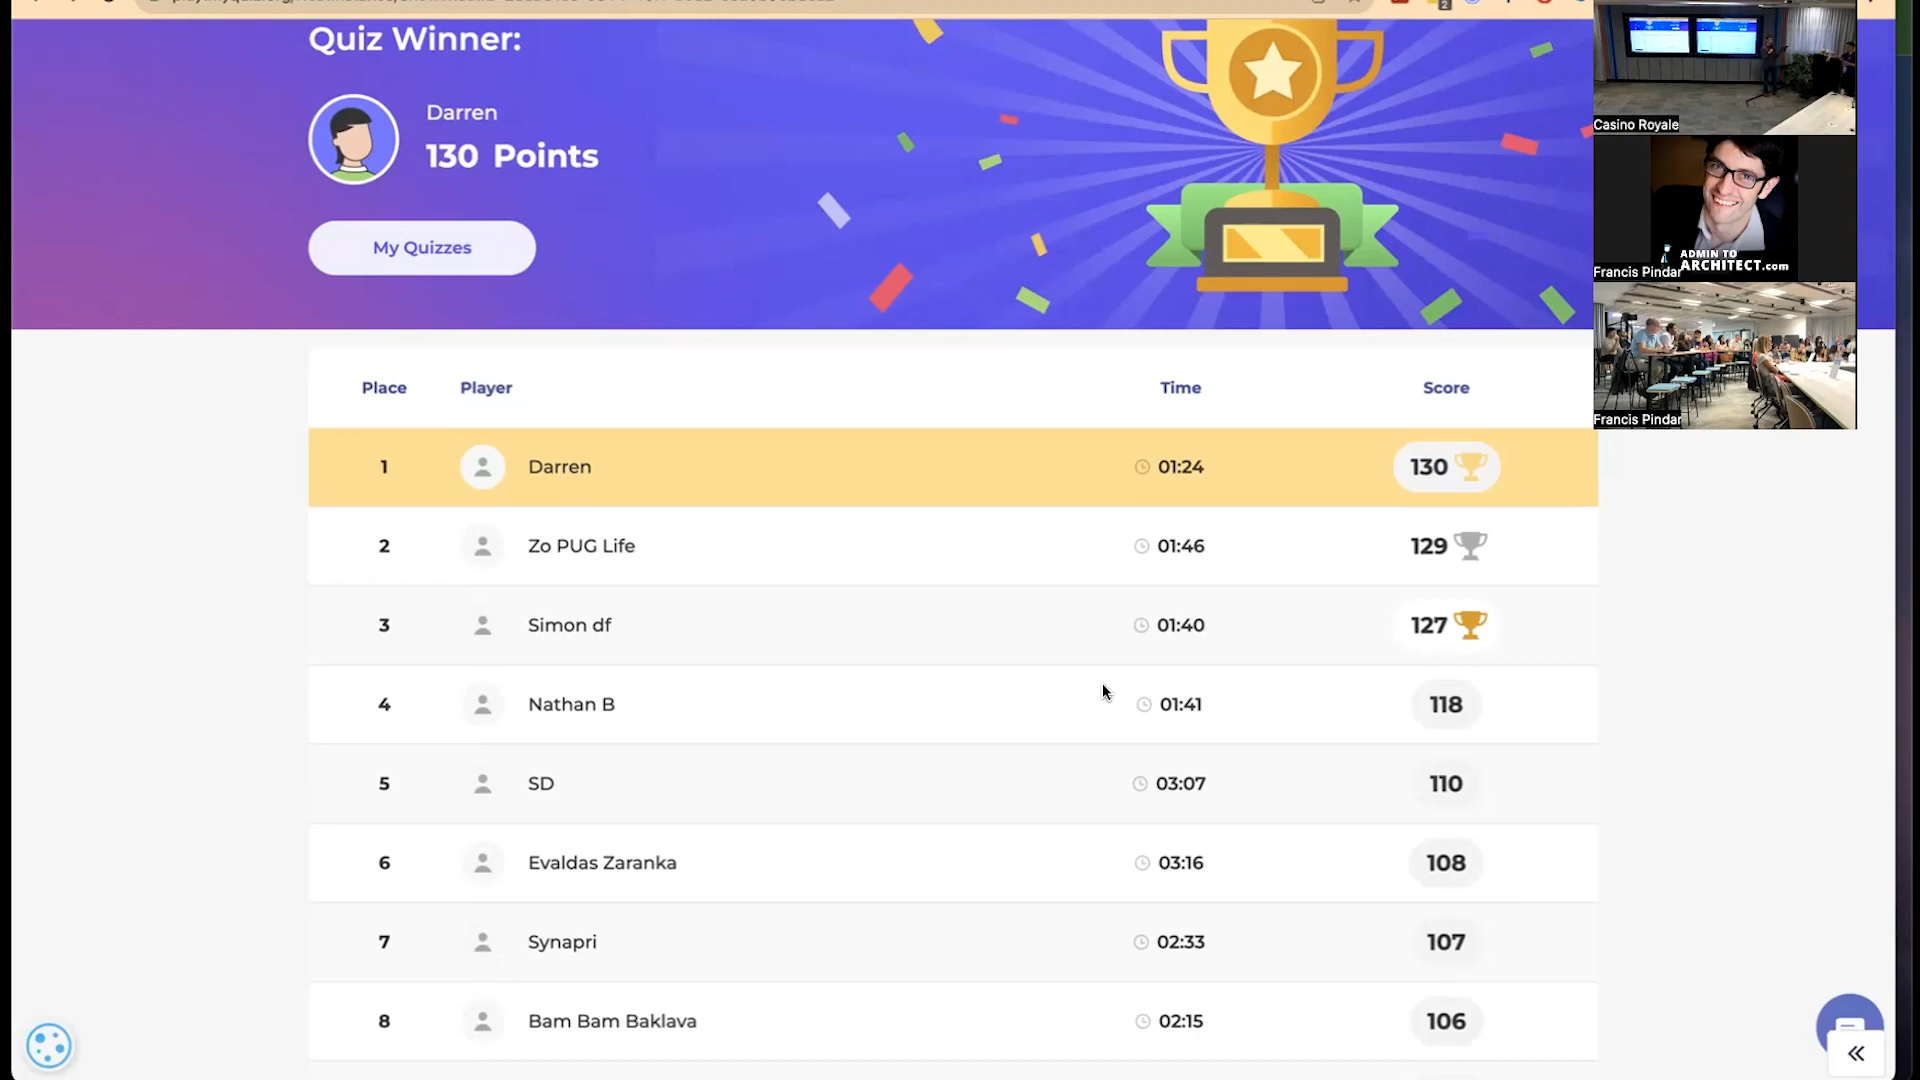 Quiz Winner:
Darren
130 Points
My Quizzes
2
Casino Royale
ADMIN TO
ARCHITECT.com
Francis Pindar
Francis Pindar
Place Player Time Score
1 Darren 01:24 130
2 Zo PUG Life 01:46 129
3 Simon df 01:40 127
4 Nathan B 01:41 118
5 SD 03:07 110
6 Evaldas Zaranka 03:16 108
7 Synapri 02:33 107
8 Bam Bam Baklava 02:15 106